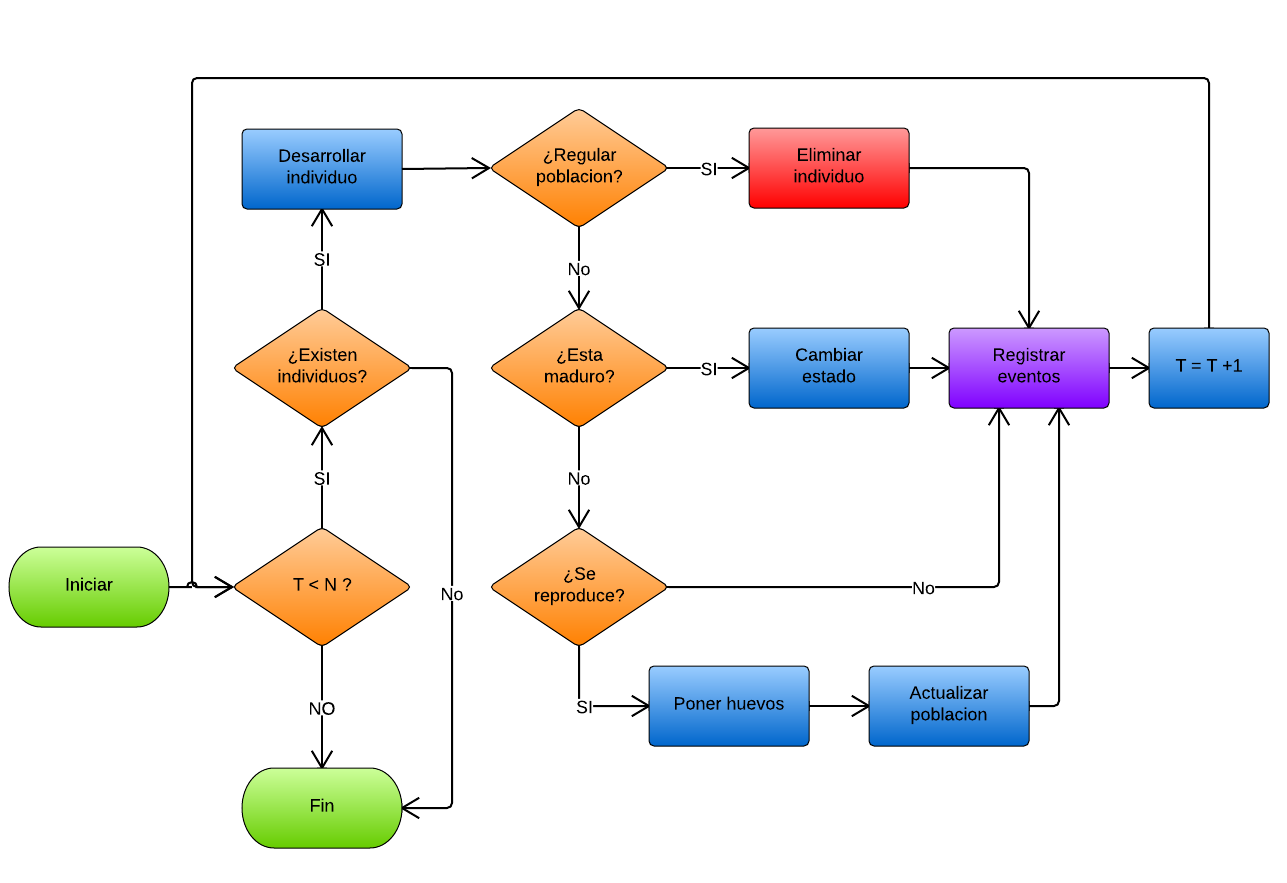 Desarrollar
individuo
¿Regular
poblacion?
SI
Eliminar
individuo
SI
No
¿Existen
individuos?
¿Esta
maduro?
SI
Cambiar
estado
Registrar
eventos
T = T +1
SI
No
Iniciar
T < N ?
No
¿Se
reproduce?
No
NO
SI
Poner huevos
Actualizar
poblacion
Fin